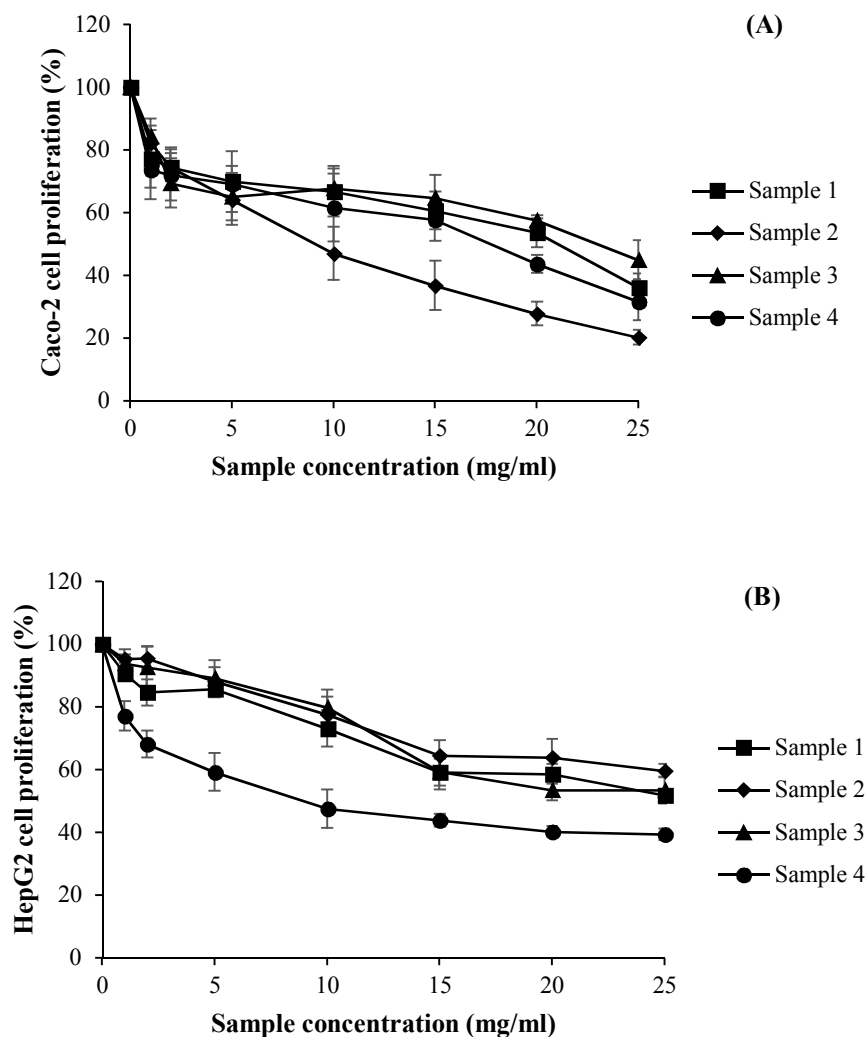 (A)
Caco-2 cell proliferation (%)
120
100
80
60
40
20
0
0 5 10 15 20 25
Sample concentration (mg/ml)
Sample 1
Sample 2
Sample 3
Sample 4
(B)
HepG2 cell proliferation (%)
120
100
80
60
40
20
0
0 5 10 15 20 25
Sample concentration (mg/ml)
Sample 1
Sample 2
Sample 3
Sample 4